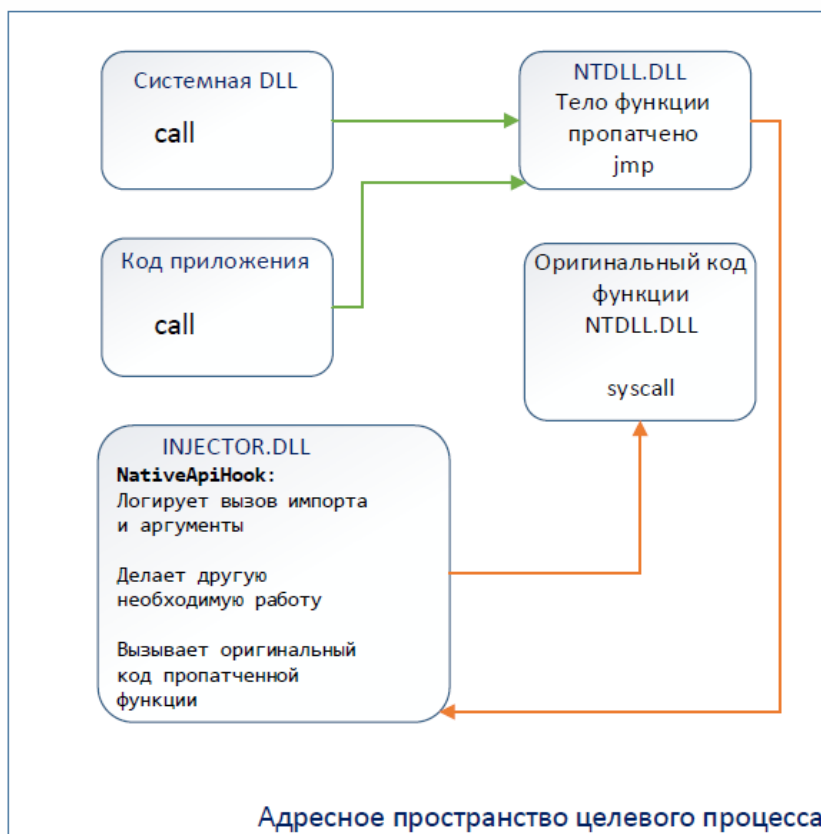 Системная DLL
call
NTDLL.DLL
Тело функции
пропатчено
jmp
Код приложения
call
Оригинальный код
функции
NTDLL.DLL
syscall
INJECTOR.DLL
NativeApiHook:
Логирует вызов импорта
и аргументы
Делает другую
необходимую работу
Вызывает оригинальный
код пропатченной
функции
Адресное пространство целевого процесса